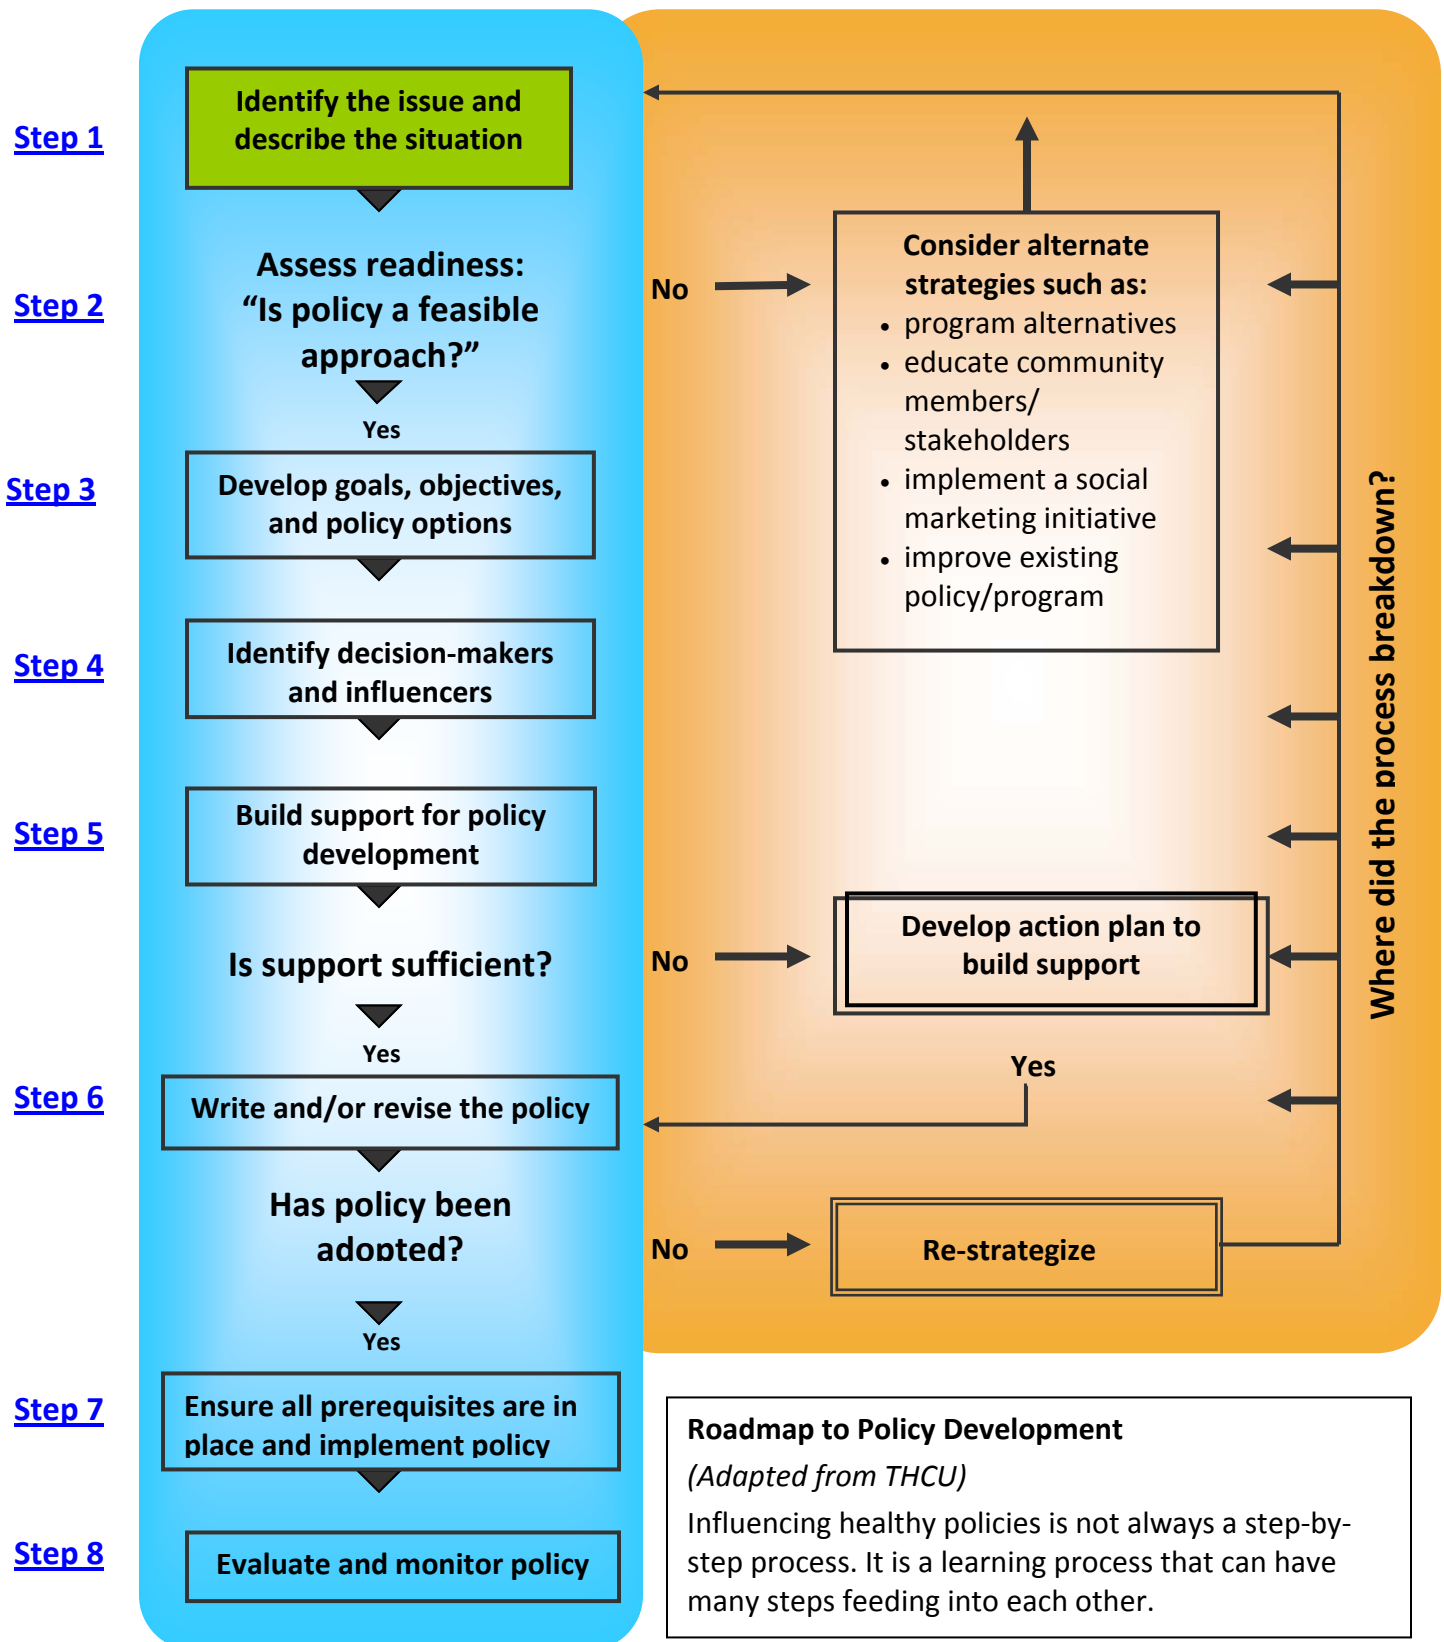 Step 1
Identify the issue and
describe the situation
Step 2
Assess readiness:
“Is policy a feasible
approach?”
No
Consider alternate
strategies such as:
• program alternatives
• educate community
members/
stakeholders
• implement a social
marketing initiative
• improve existing
policy/program
Yes
Step 3
Develop goals, objectives,
and policy options
Step 4
Identify decision-makers
and influencers
Step 5
Build support for policy
development
Is support sufficient?
No
Develop action plan to
build support
Yes
Yes
Step 6
Write and/or revise the policy
Has policy been
adopted?
No
Re-strategize
Where did the process breakdown?
Yes
Step 7
Ensure all prerequisites are in
place and implement policy
Step 8
Evaluate and monitor policy
Roadmap to Policy Development
(Adapted from THCU)
Influencing healthy policies is not always a step-by-
step process. It is a learning process that can have
many steps feeding into each other.